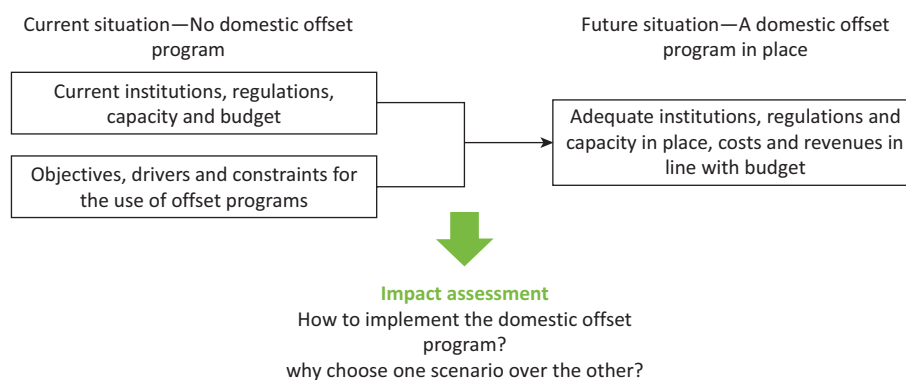 Current situation—No domestic offset
program
Future situation—A domestic offset
program in place
Current institutions, regulations,
capacity and budget
Objectives, drivers and constraints for
the use of offset programs
Adequate institutions, regulations and
capacity in place, costs and revenues in
line with budget
Impact assessment
How to implement the domestic offset
program?
why choose one scenario over the other?